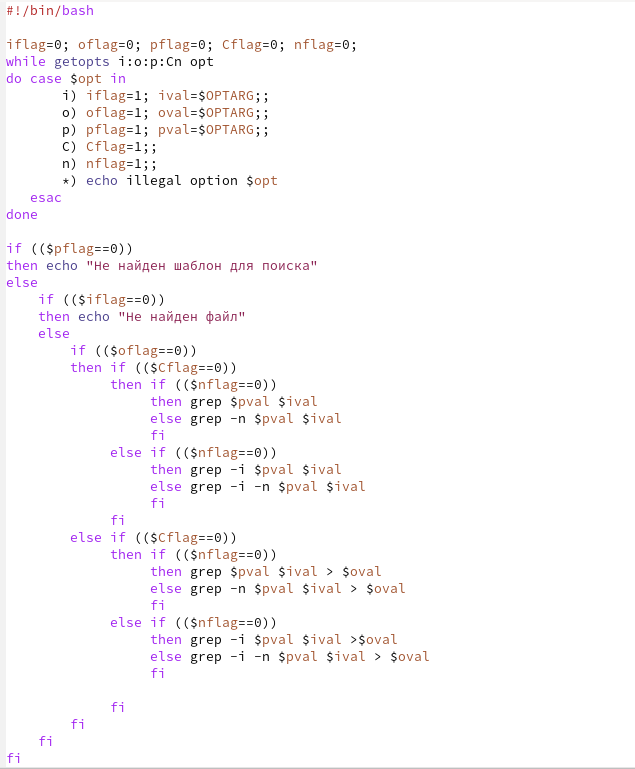 #!/bin/bash

iflag=0; oflag=0; pflag=0; Cflag=0; nflag=0;
while getopts i:o:p:Cn opt
do case $opt in
       i) iflag=1; ival=$OPTARG;;
       o) oflag=1; oval=$OPTARG;;
       p) pflag=1; pval=$OPTARG;;
       C) Cflag=1;;
       n) nflag=1;;
       *) echo illegal option $opt
   esac
done

if (($pflag==0))
then echo "Не найден шаблон для поиска"
else
    if (($iflag==0))
    then echo "Не найден файл"
    else
        if (($oflag==0))
        then if (($Cflag==0))
             then if (($nflag==0))
                  then grep $pval $ival
                  else grep -n $pval $ival
                  fi
             else if (($nflag==0))
                  then grep -i $pval $ival
                  else grep -i -n $pval $ival
                  fi
             fi
        else if (($Cflag==0))
             then if (($nflag==0))
                  then grep $pval $ival > $oval
                  else grep -n $pval $ival > $oval
                  fi
             else if (($nflag==0))
                  then grep -i $pval $ival >$oval
                  else grep -i -n $pval $ival > $oval
                  fi

             fi
        fi
    fi
fi